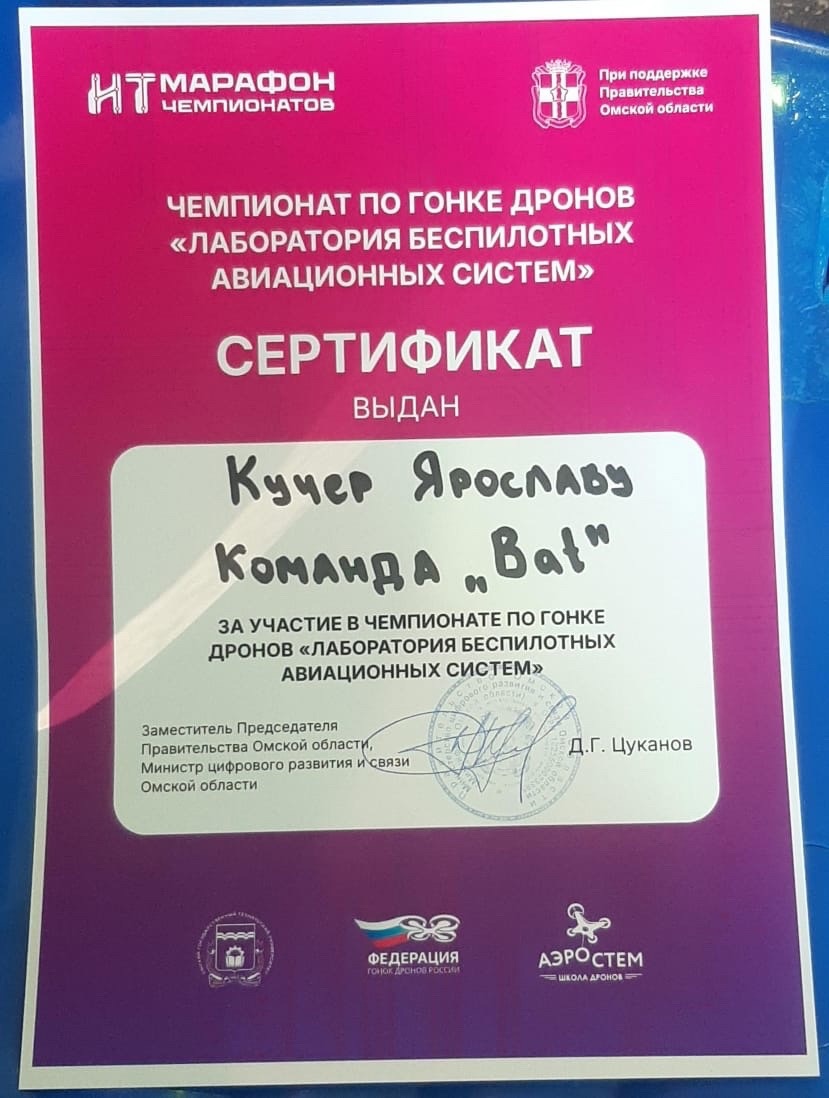 ИТ МАРАФОН
ЧЕМПИОНАТОВ
При поддержке
Правительства
Омской области
ЧЕМПИОНАТ ПО ГОНКЕ ДРОНОВ
«ЛАБОРАТОРИЯ БЕСПИЛОТНЫХ
АВИАЦИОННЫХ СИСТЕМ»
СЕРТИФИКАТ
ВЫДАН
Кучер Ярославу
Команда „Bat"
ЗА УЧАСТИЕ В ЧЕМПИОНАТЕ ПО ГОНКЕ
ДРОНОВ «ЛАБОРАТОРИЯ БЕСПИЛОТНЫХ
АВИАЦИОННЫХ СИСТЕМ»
Заместитель Председателя
Правительства Омской области,
Министр цифрового развития и связи
Омской области
Д.Г. Цуканов
ФЕДЕРАЦИЯ
ГОНОК ДРОНОВ РОССИИ
АЭРОСТЕМ
ШКОЛА ДРОНОВ